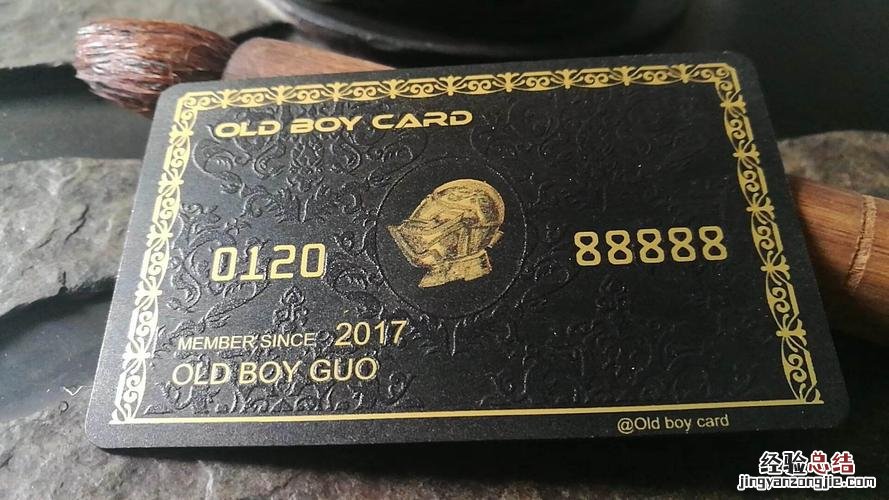 OLD BOY CARD
0120
88888
MEMBER SINCE 2017
OLD BOY GUO
@Old boy card
经验总结
jingyanzongjie.com